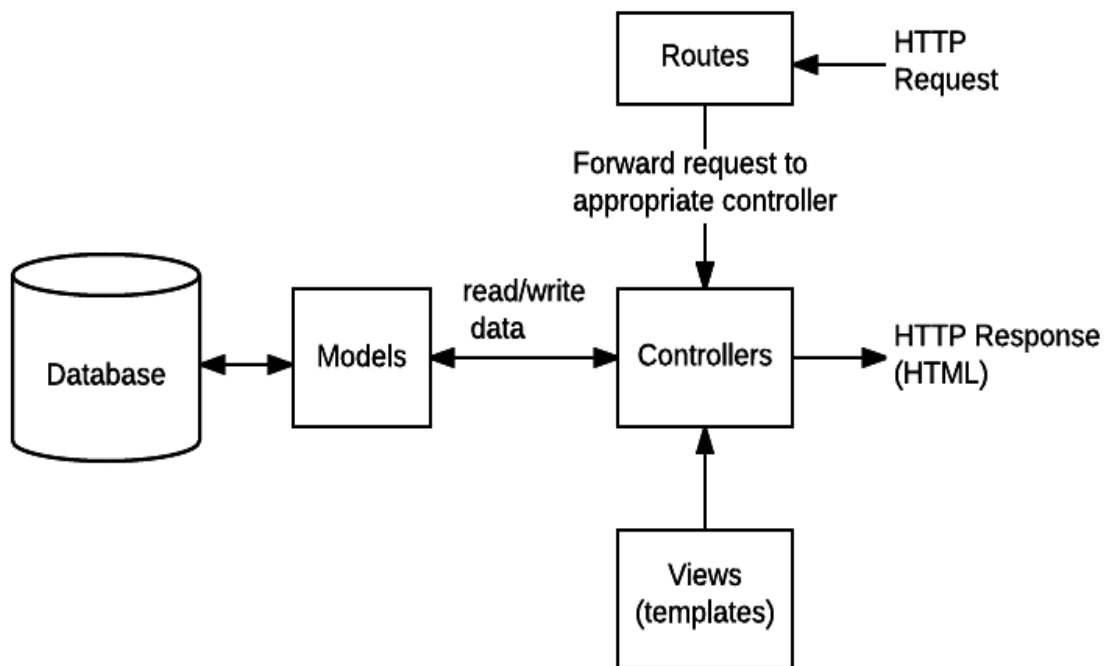 Routes
HTTP
Request
Forward request to
appropriate controller
Database
Models
read/write
data
Controllers
HTTP Response
(HTML)
Views
(templates)